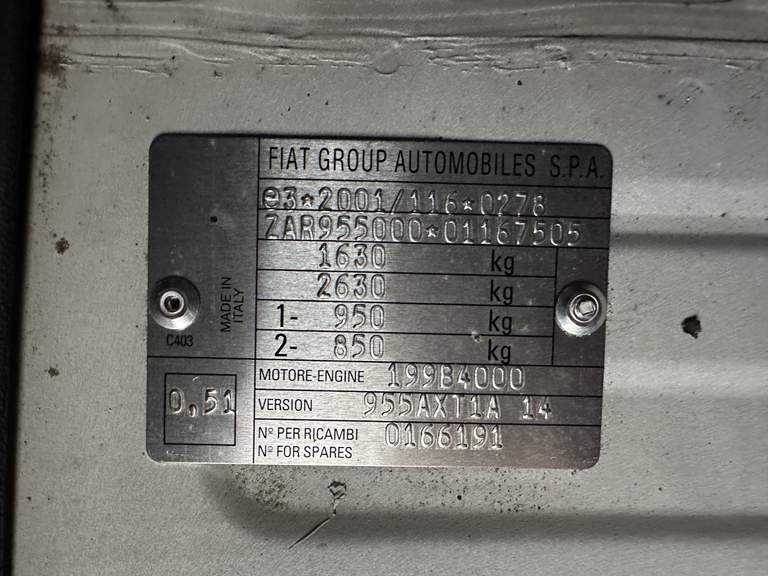 FIAT GROUP AUTOMOBILES S.P.A.
e3*2001/116*0278
ZAR955000*01167505
1630 kg
2630 kg
1- 950 kg
2- 850 kg
MADE IN
ITALY
C403
0,51
MOTORE-ENGINE 199B4000
VERSION 955AXT1A 14
Nº PER RICAMBI 0166191
Nº FOR SPARES